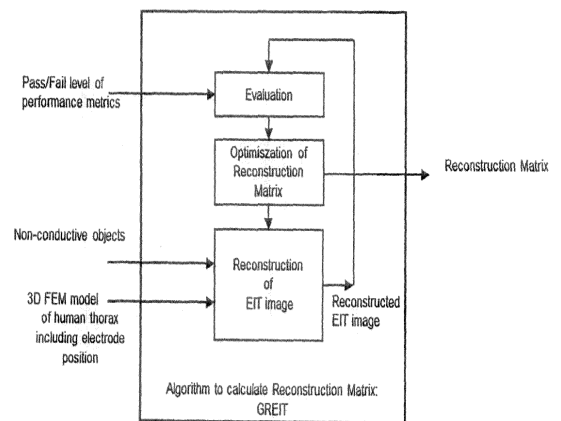 Pass/Fail level of
performance metrics
Evaluation
Optimiszation of
Reconstruction
Matrix
Reconstruction Matrix
Non-conductive objects
Reconstruction
of
EIT image
3D FEM model
of human thorax
including electrode
position
Reconstructed
EIT image
Algorithm to calculate Reconstruction Matrix:
GREIT